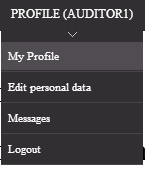 PROFILE (AUDITOR1)
My Profile
Edit personal data
Messages
Logout